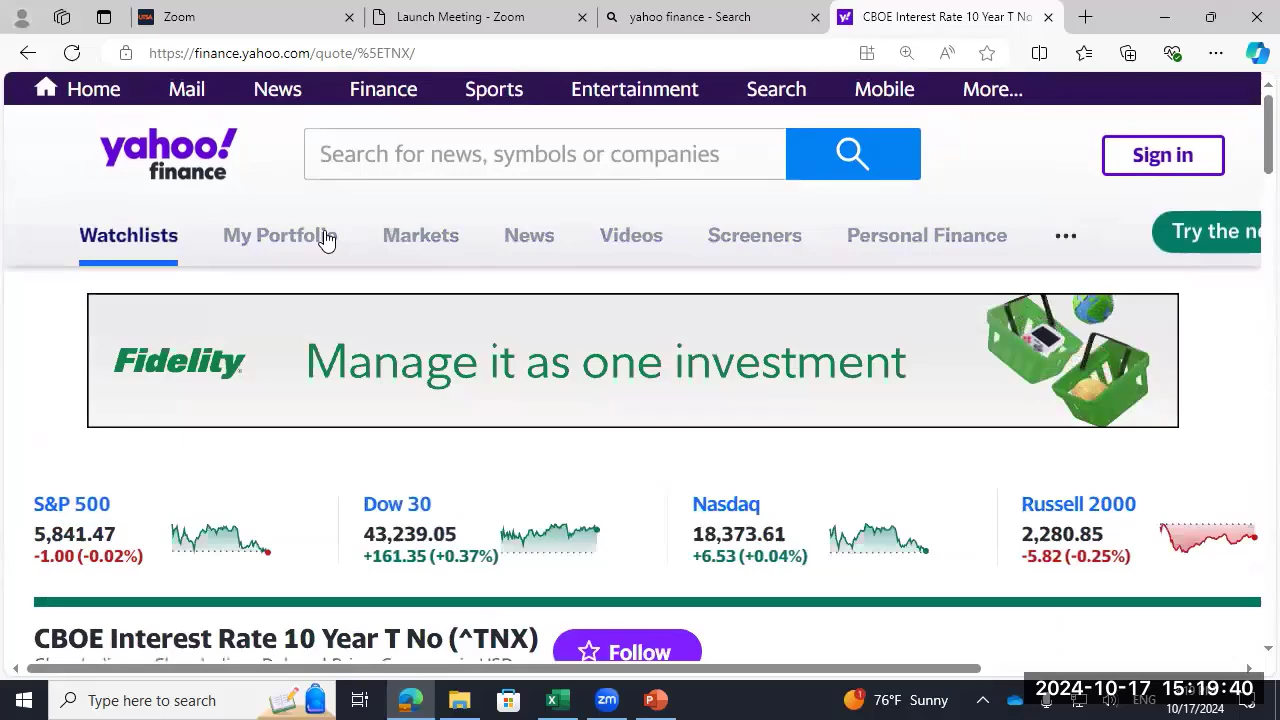 UTSA Zoom
Launch Meeting - Zoom
yahoo finance - Search
CBOE Interest Rate 10 Year T No
https://finance.yahoo.com/quote/%5ETNX/
Home Mail News Finance Sports Entertainment Search Mobile More...
yahoo!
finance
Search for news, symbols or companies
Sign in
Watchlists My Portfolio Markets News Videos Screeners Personal Finance
Try the ne
Fidelity Manage it as one investment
S&P 500 Dow 30 Nasdaq Russell 2000
5,841.47 43,239.05 18,373.61 2,280.85
-1.00 (-0.02%) +161.35 (+0.37%) +6.53 (+0.04%) -5.82 (-0.25%)
CBOE Interest Rate 10 Year T No (^TNX)
Follow
Type here to search
1
76°F Sunny
ENG
2024-10-17 15:19:40
10/17/2024